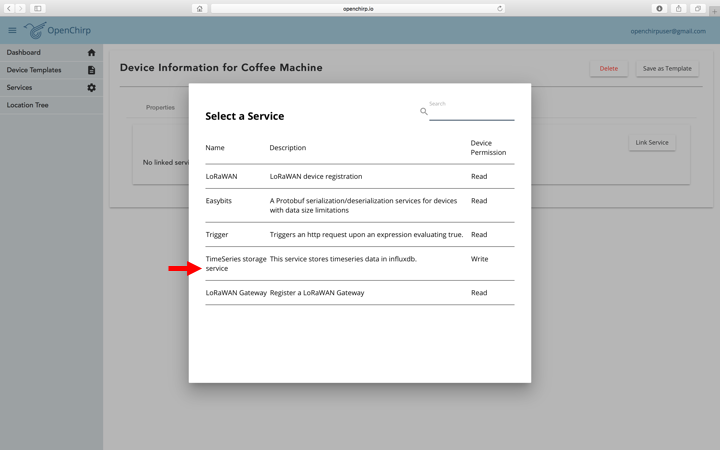 openchirp.io
OpenChirp
openchirpuser@gmail.com
Dashboard
Device Templates
Services
Location Tree
Device Information for Coffee Machine
Delete
Save as Template
Properties
Link Service
No linked servi
Select a Service
Search
Name Description Device Permission
LoRaWAN LoRaWAN device registration Read
Easybits A Protobuf serialization/deserialization services for devices with data size limitations Read
Trigger Triggers an http request upon an expression evaluating true. Read
TimeSeries storage service This service stores timeseries data in influxdb. Write
LoRaWAN Gateway Register a LoRaWAN Gateway Read